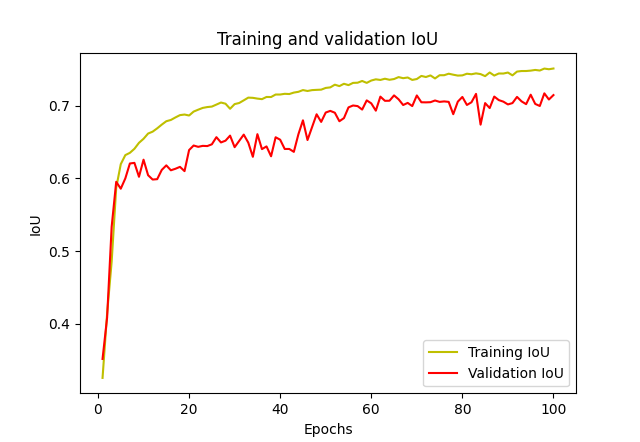 Training and validation IoU
0.7
0.6
0.5
0.4
IoU
0 20 40 60 80 100
Epochs
Training IoU
Validation IoU